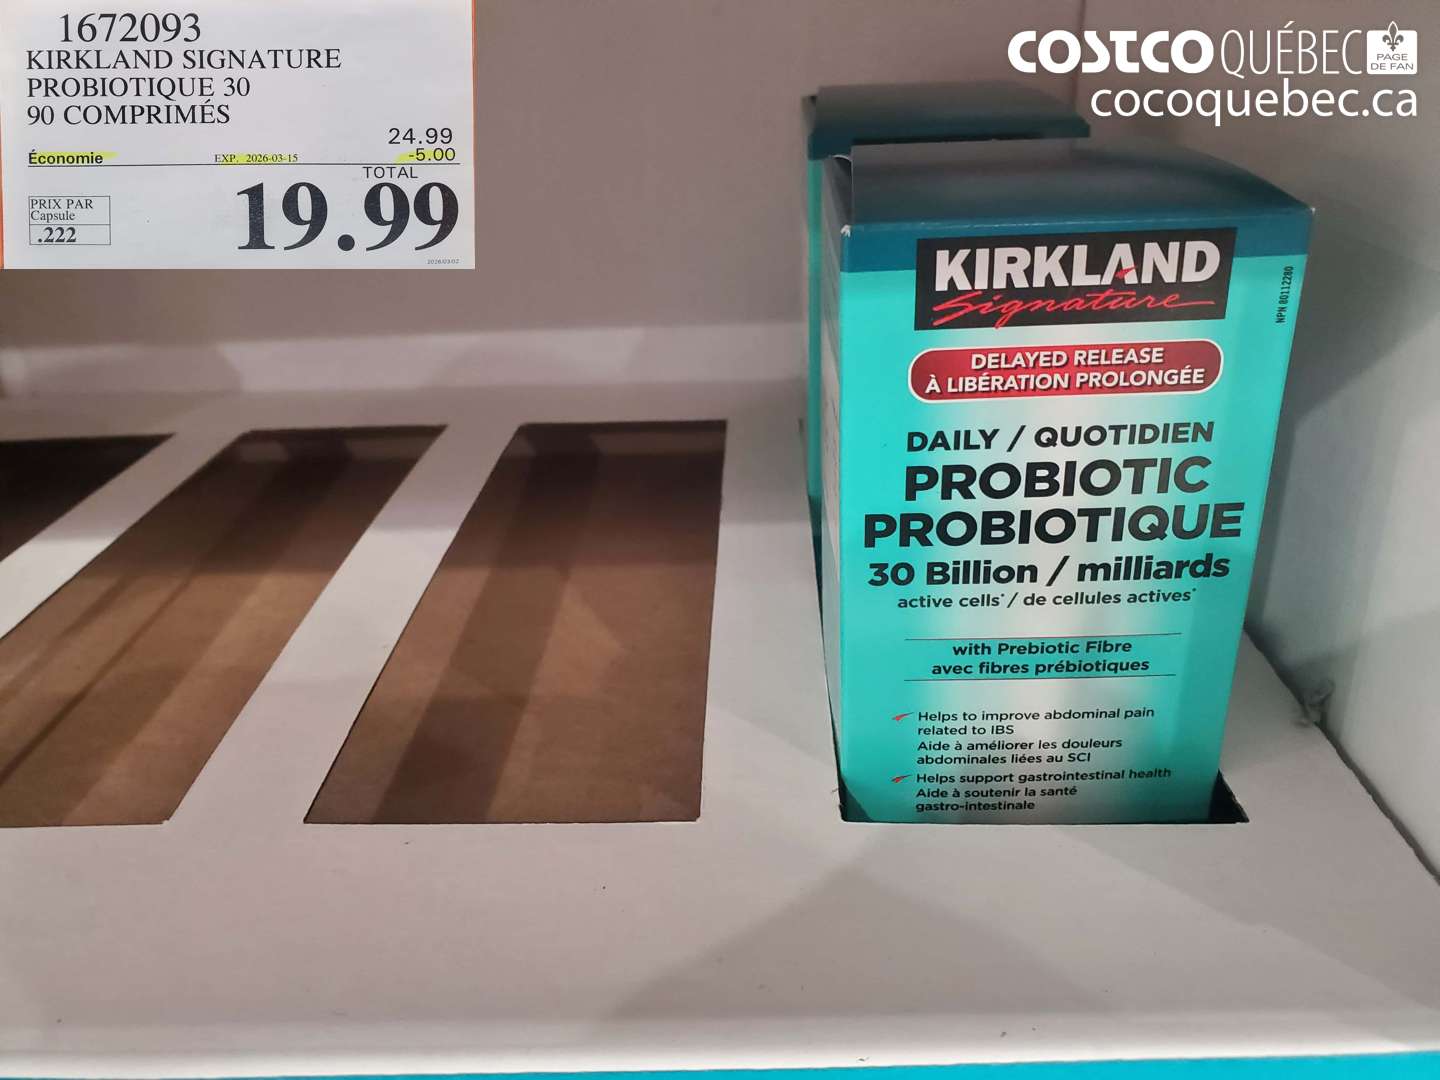 1672093
KIRKLAND SIGNATURE
PROBIOTIQUE 30
90 COMPRIMÉS
24.99
Économie EXP. 2026-03-15 -5.00
TOTAL
19.99
PRIX PAR
Capsule
.222
2026/03/02
COSTCO QUÉBEC PAGE
DE FAN
cocoquebec.ca
KIRKLAND
Signature
NPN 80112280
DELAYED RELEASE
À LIBÉRATION PROLONGÉE
DAILY / QUOTIDIEN
PROBIOTIC
PROBIOTIQUE
30 Billion / milliards
active cells* / de cellules actives*
with Prebiotic Fibre
avec fibres prébiotiques
Helps to improve abdominal pain
related to IBS
Aide à améliorer les douleurs
abdominales liées au SCI
Helps support gastrointestinal health
Aide à soutenir la santé
gastro-intestinale